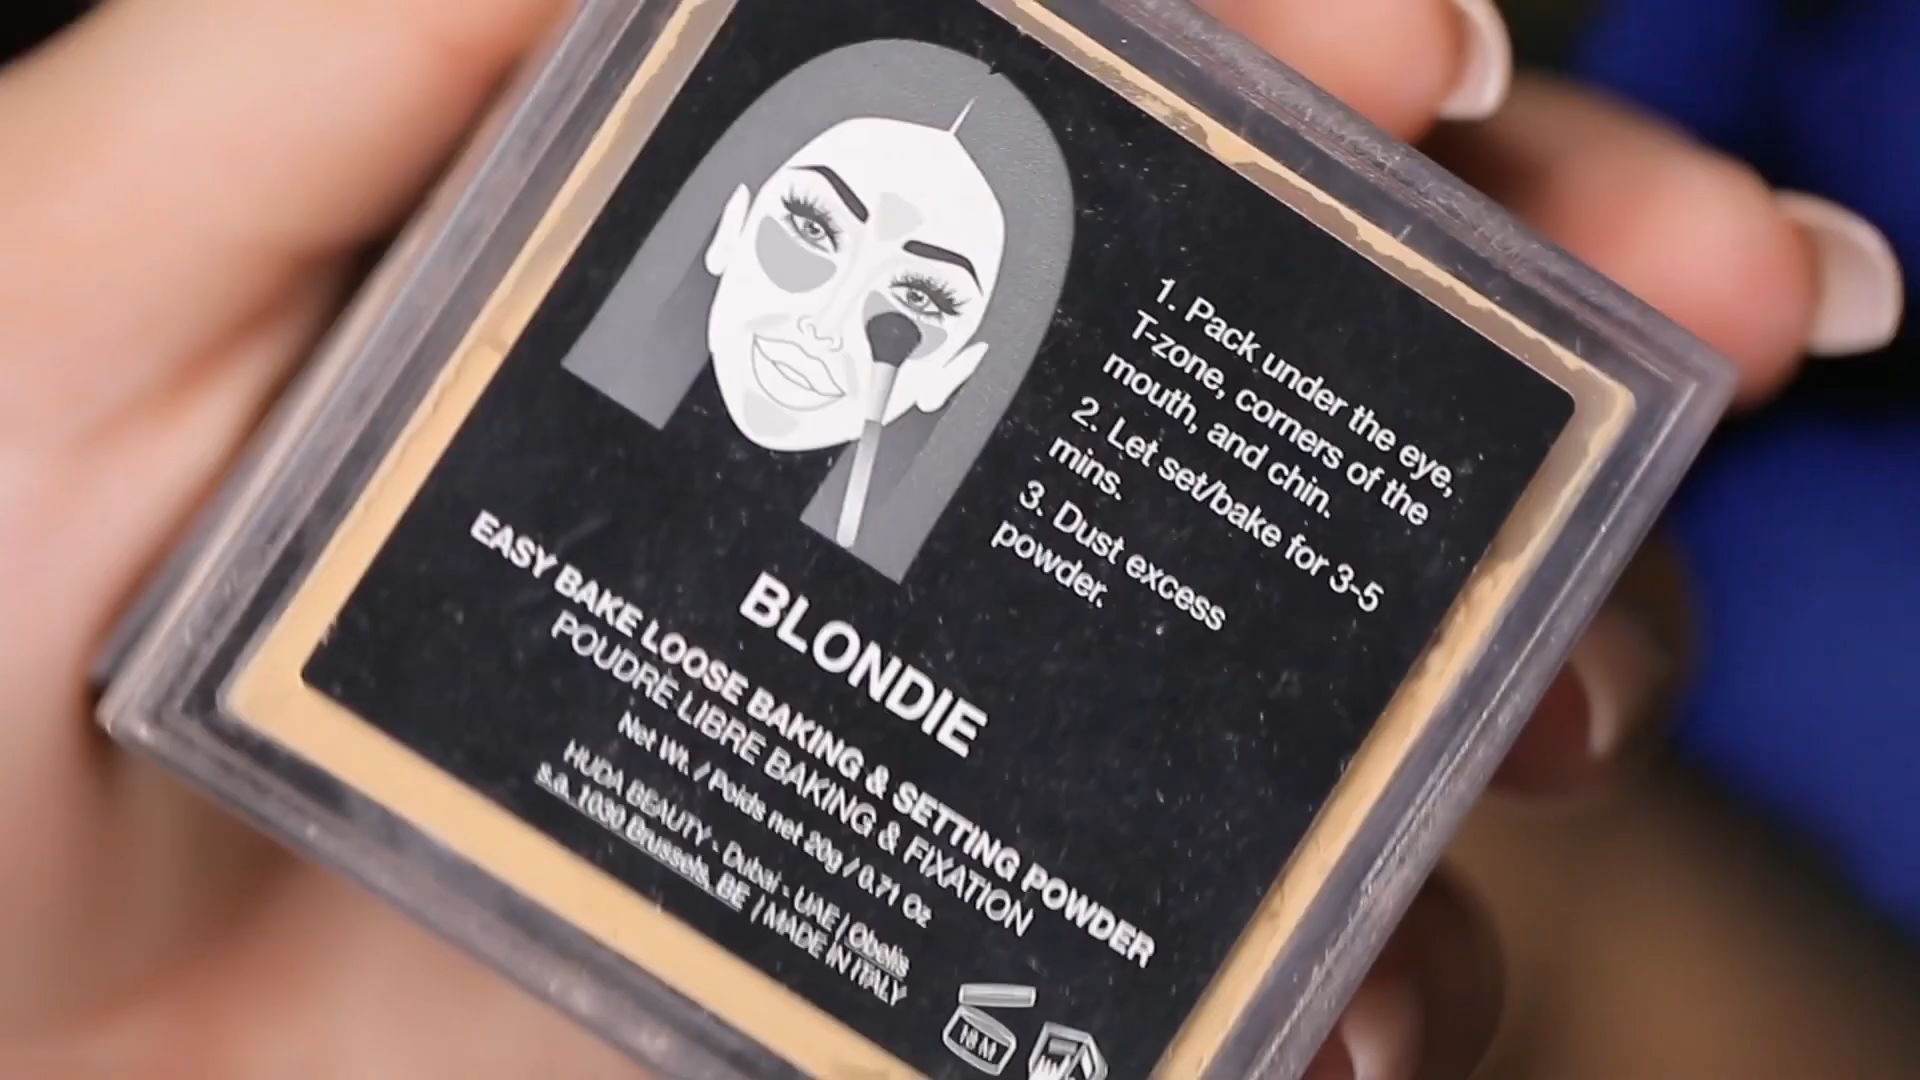 1. Pack under the eye,
T-zone, corners of the
mouth, and chin.
2. Let set/bake for 3-5
mins.
3. Dust excess
powder.
BLONDIE
EASY BAKE LOOSE BAKING & SETTING POWDER
POUDRE LIBRE BAKING & FIXATION
Net Wt. / Poids net 20g / 0.71 Oz
HUDA BEAUTY - Dubai - UAE | Obelis
s.a. 1030 Brussels, BE | MADE IN ITALY
18 M